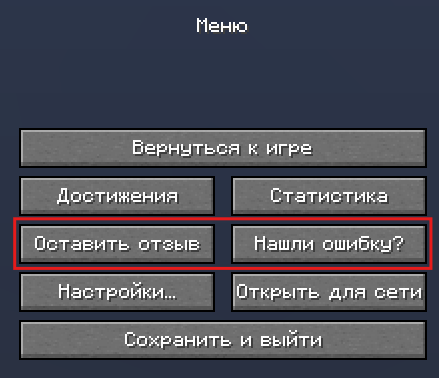 Меню
Вернуться к игре
Достижения Статистика
Оставить отзыв Нашли ошибку?
Настройки... Открыть для сети
Сохранить и выйти